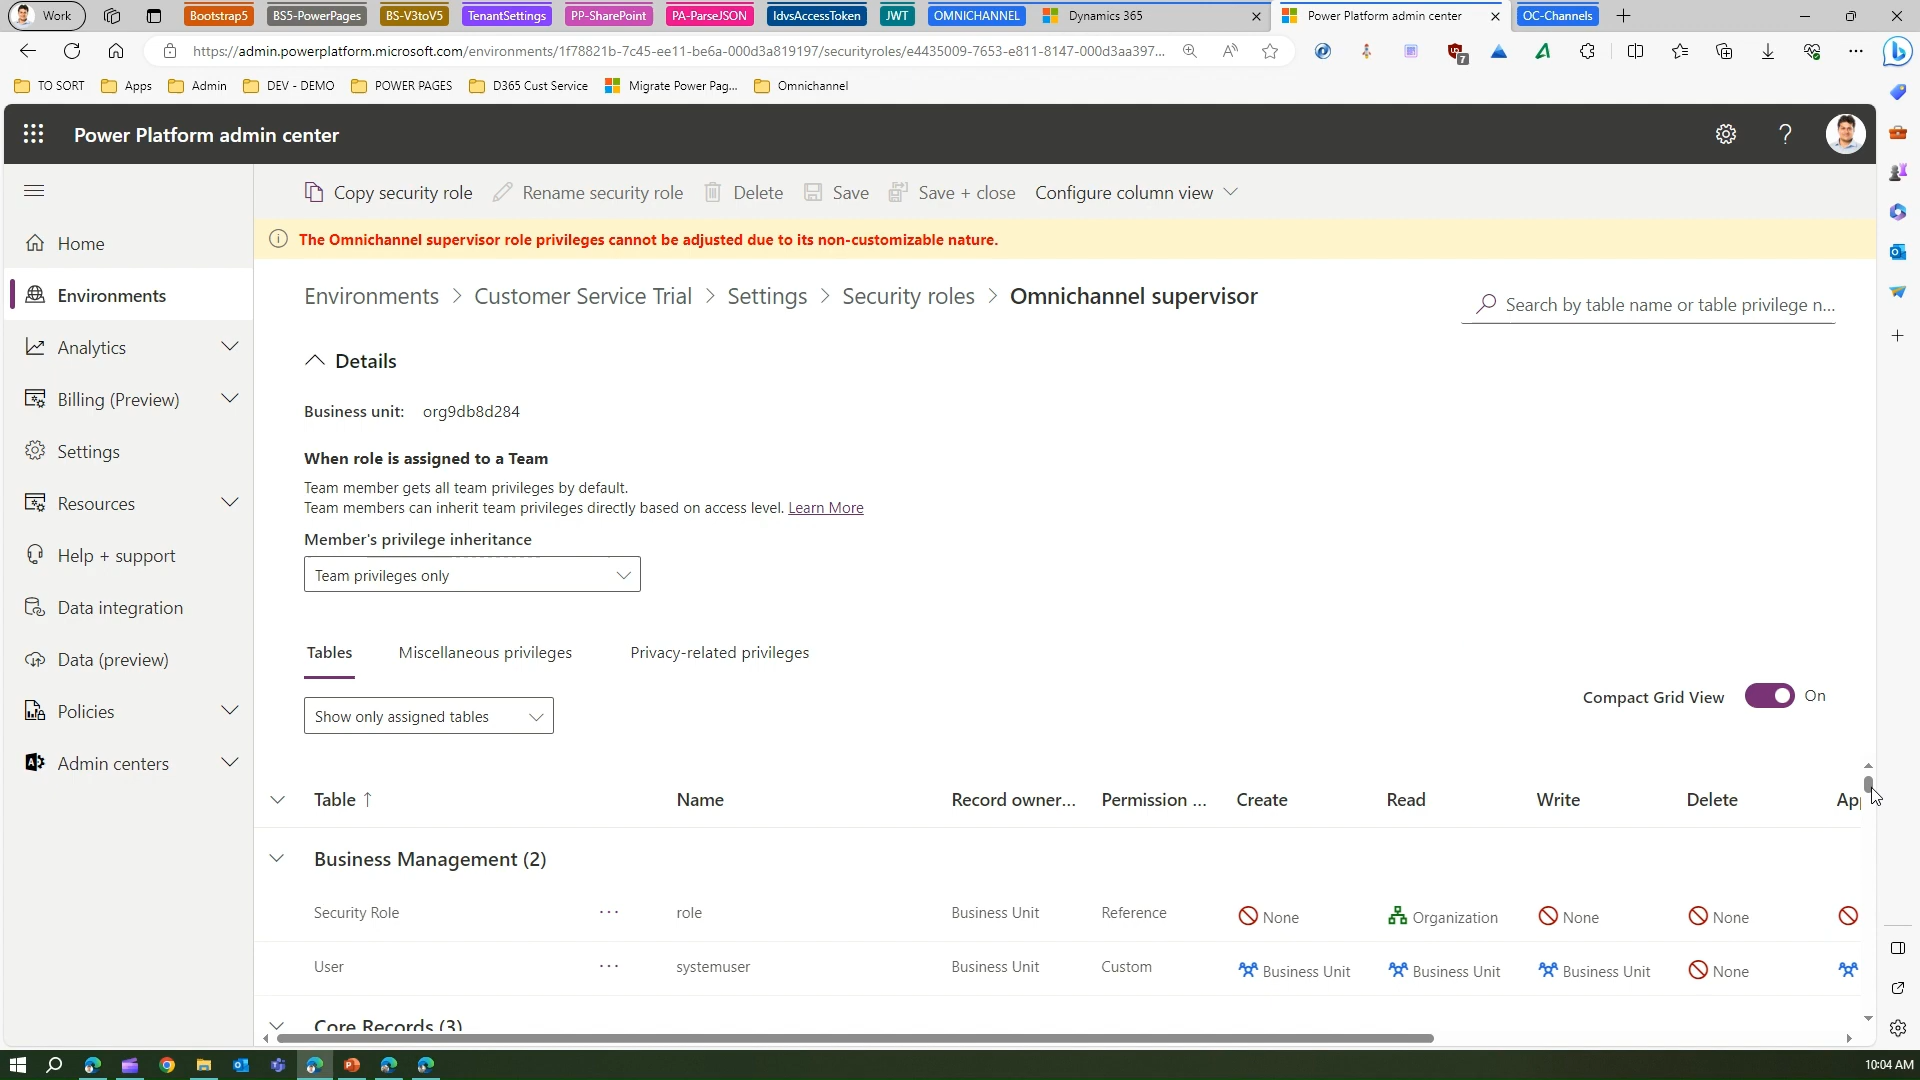 Work
Bootstrap5
BS5-PowerPages
BS-V3toV5
TenantSettings
PP-SharePoint
PA-ParseJSON
IdvsAccessToken
JWT
OMNICHANNEL
Dynamics 365
Power Platform admin center
OC-Channels
https://admin.powerplatform.microsoft.com/environments/1f78821b-7c45-ee11-be6a-000d3a819197/securityroles/e4435009-7653-e811-8147-000d3aa397...
7
TO SORT
Apps
Admin
DEV - DEMO
POWER PAGES
D365 Cust Service
Migrate Power Pag...
Omnichannel
Power Platform admin center
Copy security role
Rename security role
Delete
Save
Save + close
Configure column view
The Omnichannel supervisor role privileges cannot be adjusted due to its non-customizable nature.
Home
Environments
Analytics
Billing (Preview)
Settings
Resources
Help + support
Data integration
Data (preview)
Policies
Admin centers
Environments > Customer Service Trial > Settings > Security roles > Omnichannel supervisor
Search by table name or table privilege n...
Details
Business unit: org9db8d284
When role is assigned to a Team
Team member gets all team privileges by default.
Team members can inherit team privileges directly based on access level. Learn More
Member's privilege inheritance
Team privileges only
Tables
Miscellaneous privileges
Privacy-related privileges
Show only assigned tables
Compact Grid View
On
Table ↑ Name Record owner... Permission ... Create Read Write Delete Ap
Business Management (2)
Security Role ... role Business Unit Reference None Organization None None
User ... systemuser Business Unit Custom Business Unit Business Unit Business Unit None
Core Records (3)
10:04 AM